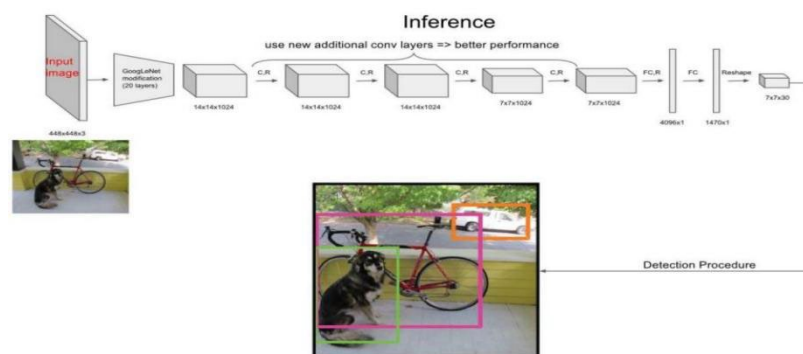 Inference
use new additional conv layers => better performance
Input
image
GoogLeNet
modification
(20 layers)
C,R
C,R
C,R
C,R
FC,R
FC
Reshape
448x448x3
14x14x1024
14x14x1024
14x14x1024
7x7x1024
7x7x1024
4096x1
1470x1
7x7x30
Detection Procedure